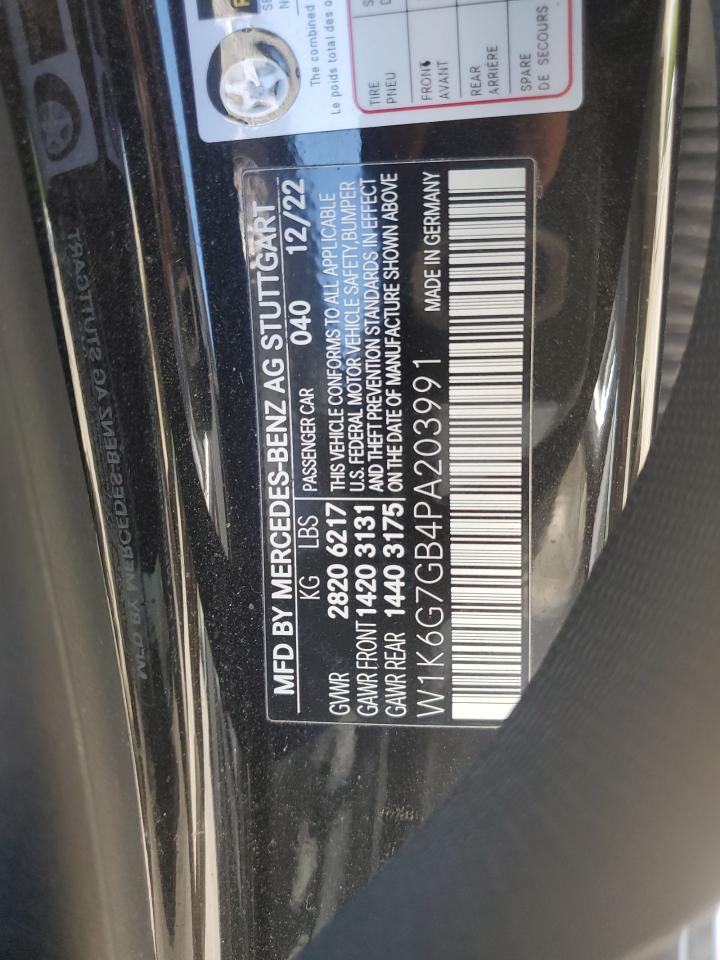 MFD BY MERCEDES-BENZ AG STUTTGART
KG LBS PASSENGER CAR 040 12/22
GVWR 2820 6217 THIS VEHICLE CONFORMS TO ALL APPLICABLE
GAWR FRONT 1420 3131 U.S. FEDERAL MOTOR VEHICLE SAFETY, BUMPER
GAWR REAR 1440 3175 AND THEFT PREVENTION STANDARDS IN EFFECT
ON THE DATE OF MANUFACTURE SHOWN ABOVE
W1K6G7GB4PA203991 MADE IN GERMANY
The combined
Le poids total des
TIRE
PNEU
FRONT
AVANT
REAR
ARRIÈRE
SPARE
DE SECOURS
MFD BY MERCEDES-BENZ AG STUTTGART